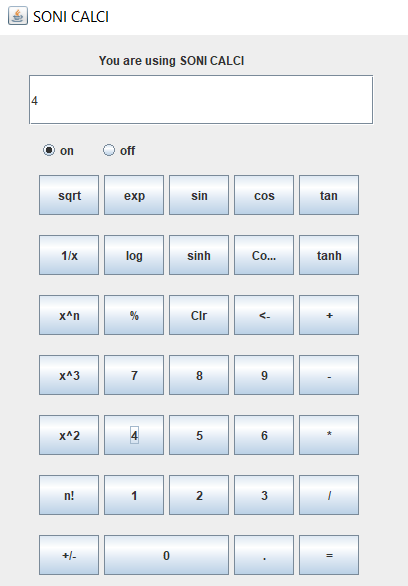 SONI CALCI
You are using SONI CALCI
4
on off
sqrt exp sin cos tan
1/x log sinh Co... tanh
x^n % Clr <- +
x^3 7 8 9 -
x^2 4 5 6 *
n! 1 2 3 /
+/- 0 . =